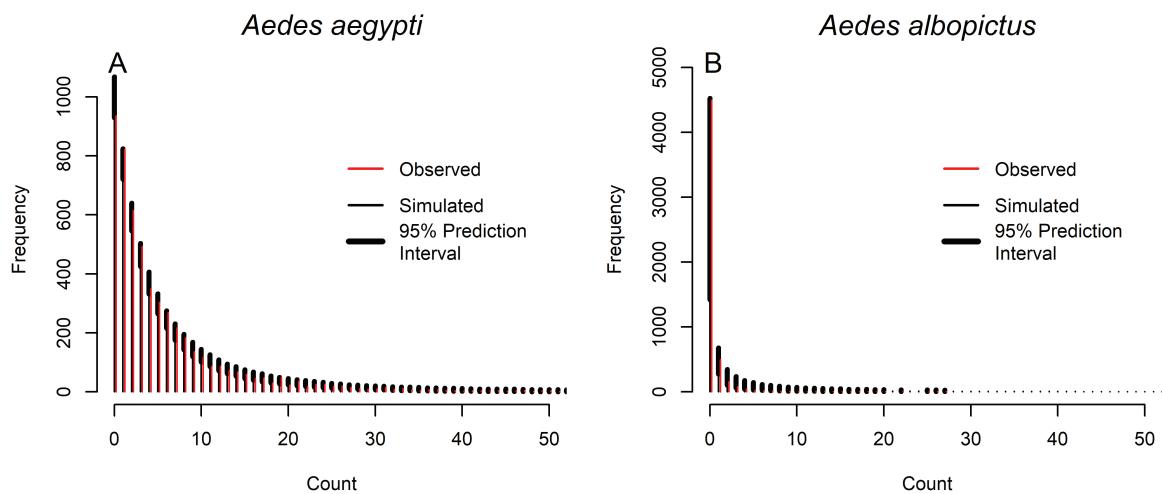 Aedes aegypti
A
Frequency
0
200
400
600
800
1000
Observed
Simulated
95% Prediction
Interval
0 10 20 30 40 50
Count
Aedes albopictus
B
Frequency
0
1000
2000
3000
4000
5000
Observed
Simulated
95% Prediction
Interval
0 10 20 30 40 50
Count